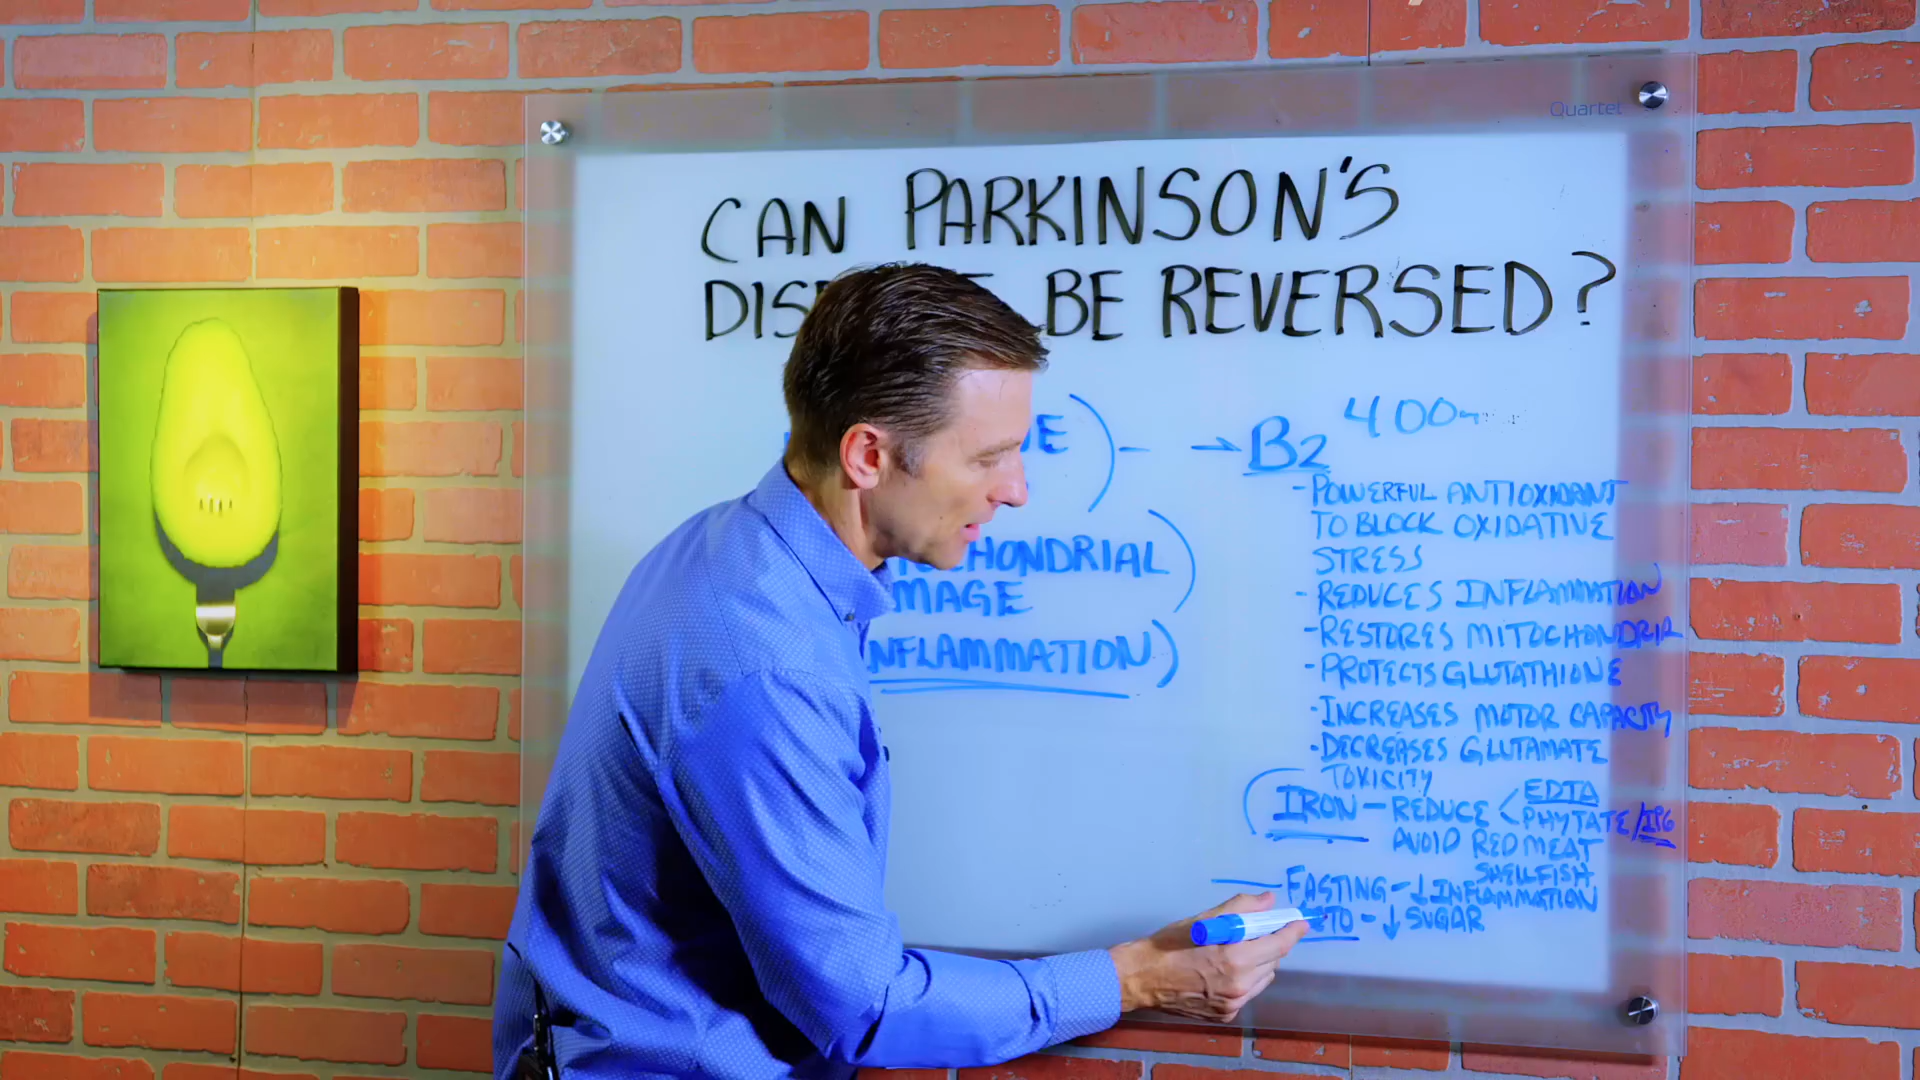 Quartet
CAN PARKINSON'S
BE REVERSED?
→ B2 400
- POWERFUL ANTIOXIDANT
TO BLOCK OXIDATIVE
STRESS
- REDUCES INFLAMMATION
- RESTORES MITOCHONDRIA
- PROTECTS GLUTATHIONE
- INCREASES MOTOR CAPACITY
- DECREASES GLUTAMATE
TOXICITY
IRON - REDUCE < EDTA
PHYTATE/IP6
AVOID RED MEAT
SHELLFISH
FASTING - ↓ INFLAMMATION
- ↓ SUGAR
HONDRIAL
MAGE
NFLAMMATION)